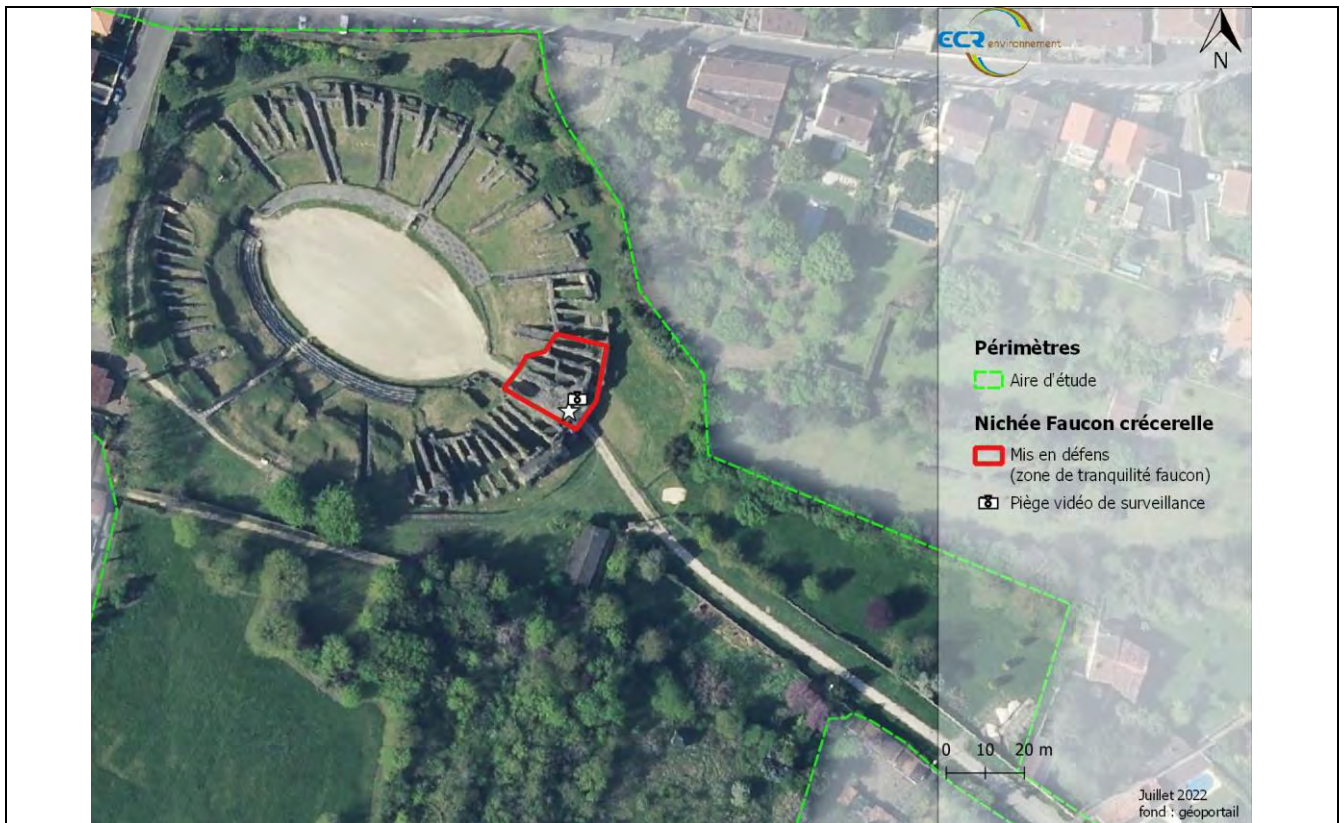 ECR environnement
N
Périmètres
Aire d'étude
Nichée Faucon crécerelle
Mis en défens
(zone de tranquilité faucon)
Piège vidéo de surveillance
0 10 20 m
Juillet 2022
fond : géoportail